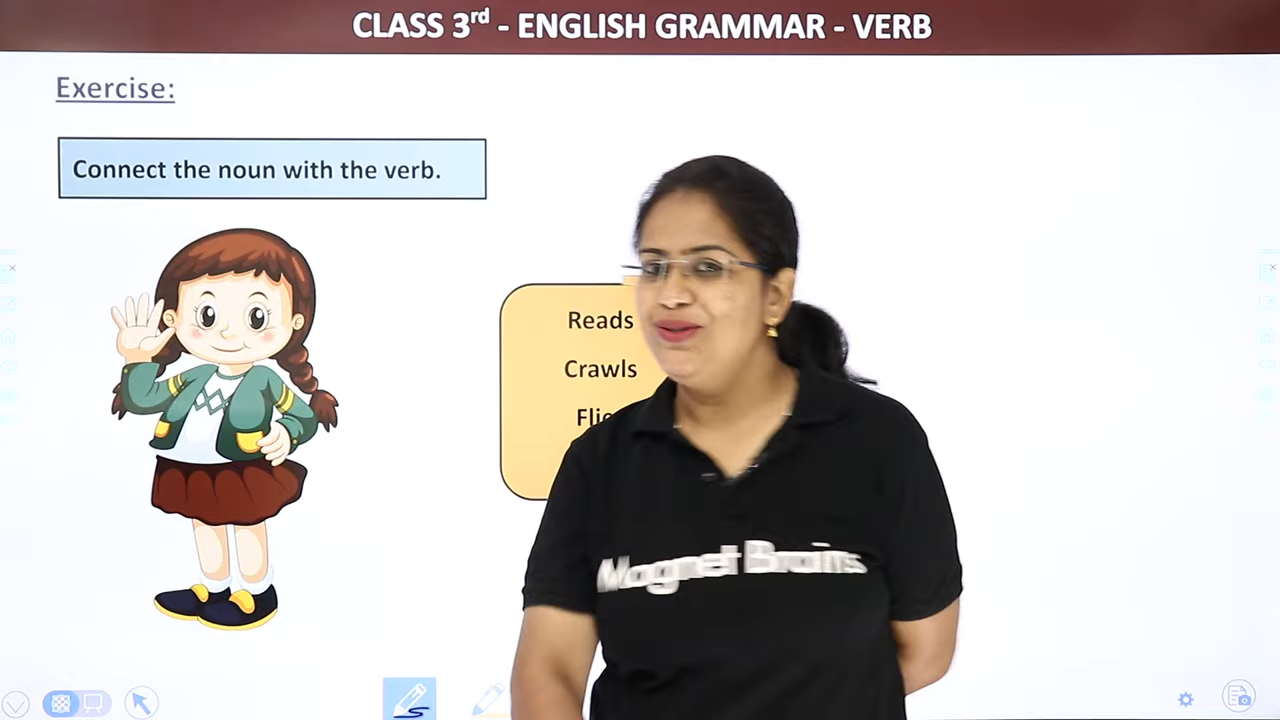 CLASS 3rd - ENGLISH GRAMMAR - VERB
Exercise:
Connect the noun with the verb.
Reads
Crawls
Magnet Brains